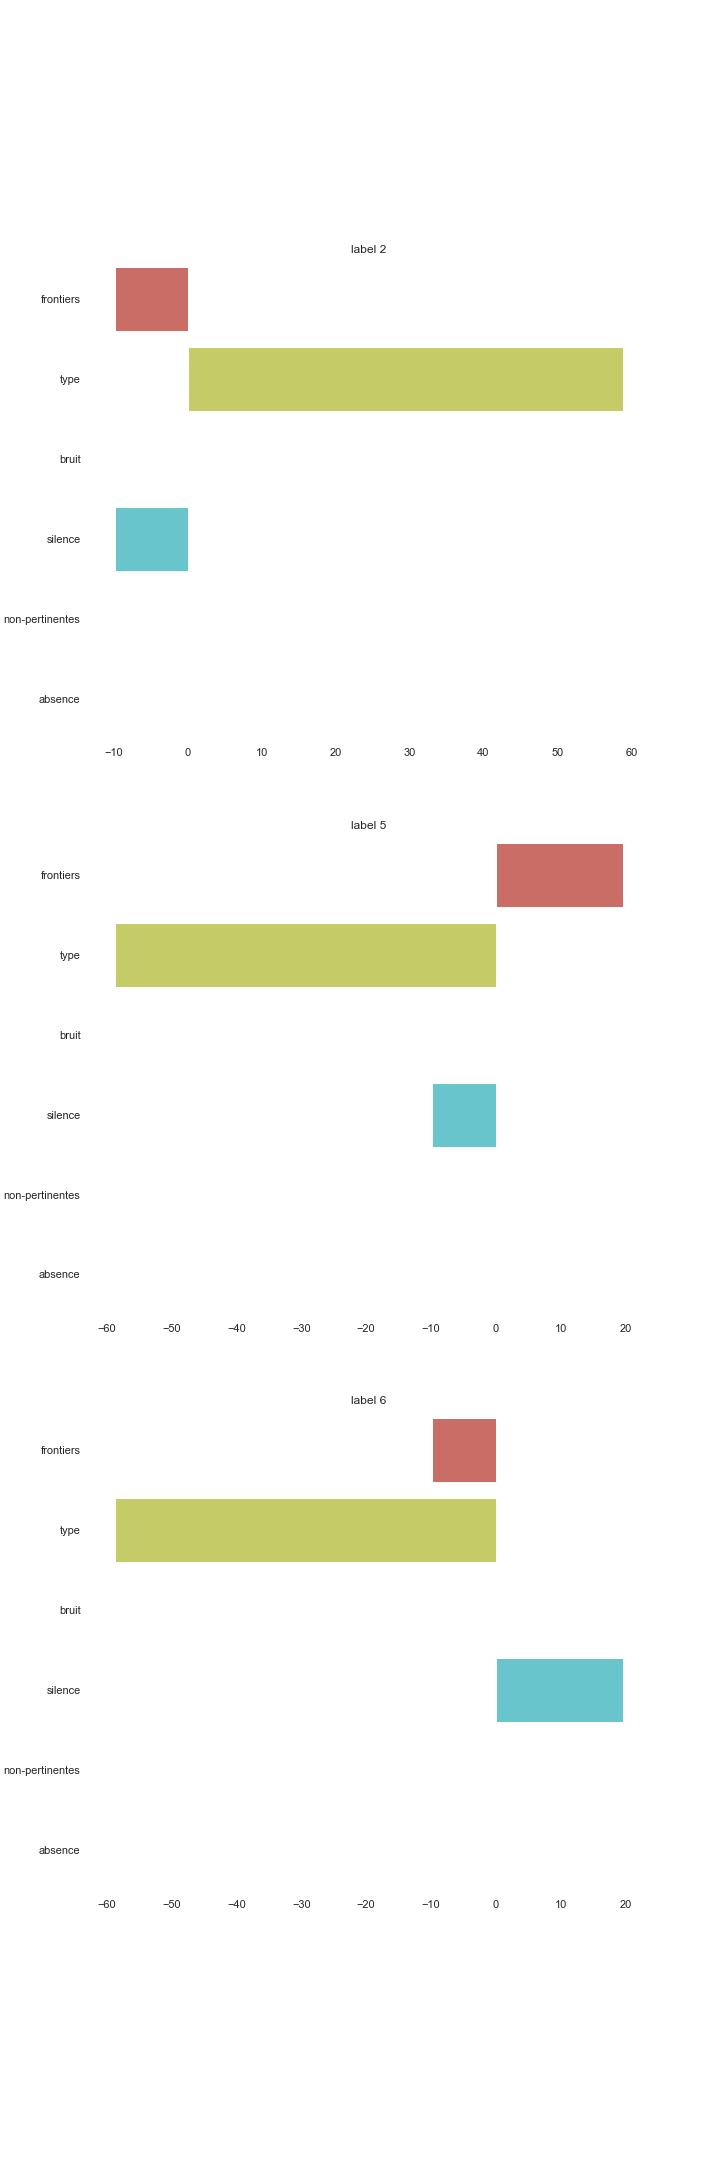 label 2
frontiers
type
bruit
silence
non-pertinentes
absence
−10 0 10 20 30 40 50 60
label 5
frontiers
type
bruit
silence
non-pertinentes
absence
−60 −50 −40 −30 −20 −10 0 10 20
label 6
frontiers
type
bruit
silence
non-pertinentes
absence
−60 −50 −40 −30 −20 −10 0 10 20